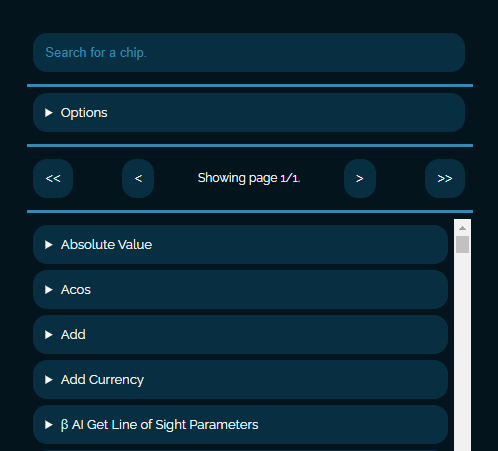 Search for a chip.
Options
<< < Showing page 1/1. > >>
Absolute Value
Acos
Add
Add Currency
β AI Get Line of Sight Parameters